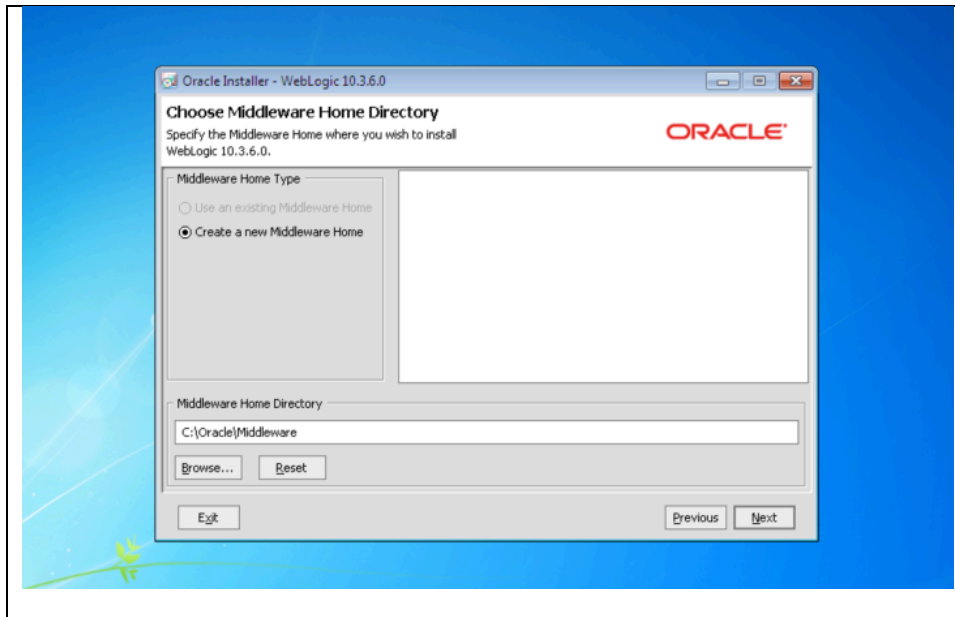 Oracle Installer - WebLogic 10.3.6.0
Choose Middleware Home Directory
Specify the Middleware Home where you wish to install
WebLogic 10.3.6.0.
ORACLE
Middleware Home Type
Use an existing Middleware Home
Create a new Middleware Home
Middleware Home Directory
C:\Oracle\Middleware
Browse...
Reset
Exit
Previous
Next